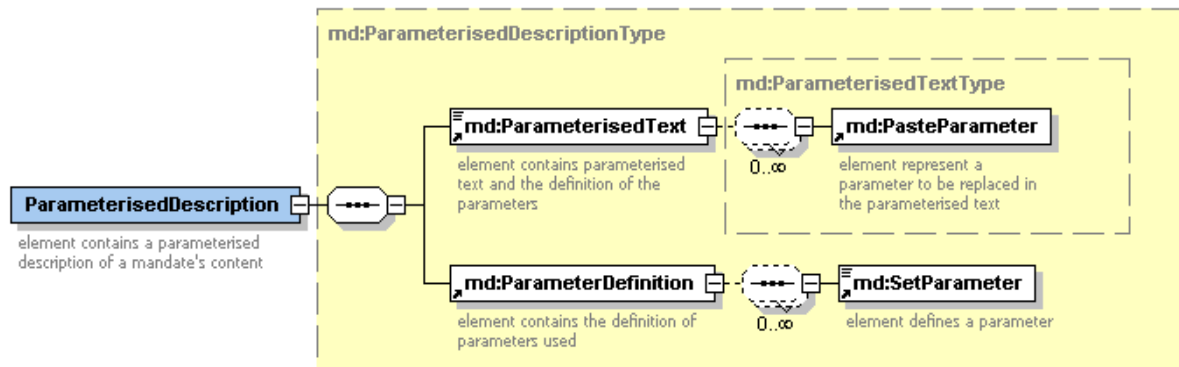 md:ParameterisedDescriptionType
md:ParameterisedTextType
md:ParameterisedText
md:PasteParameter
0..∞
element contains parameterised
text and the definition of the
parameters
element represent a
parameter to be replaced in
the parameterised text
ParameterisedDescription
element contains a parameterised
description of a mandate's content
md:ParameterDefinition
md:SetParameter
0..∞
element contains the definition of
parameters used
element defines a parameter